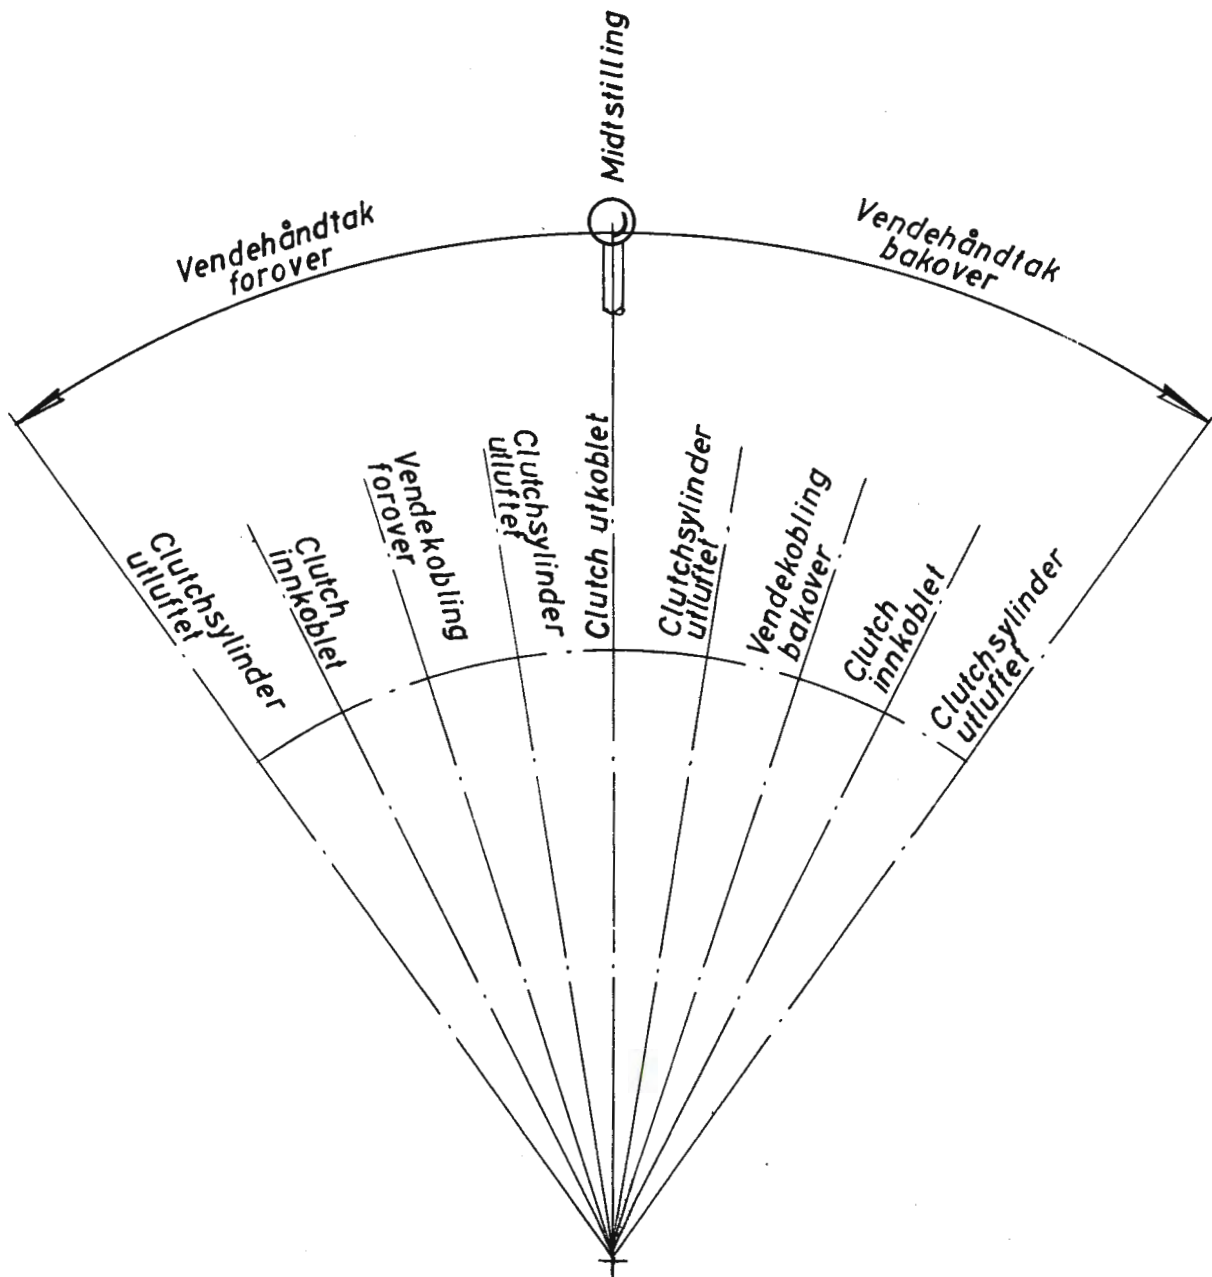 Midtstilling
Vendehåndtak
forover
Vendehåndtak
bakover
Clutchsylinder
utluftet
Clutch
innkoblet
Vendekobling
forover
Clutchsylinder
utluftet
Clutch utkoblet
Clutchsylinder
utluftet
Vendekobling
bakover
Clutch
innkoblet
Clutchsylinder
utluftet